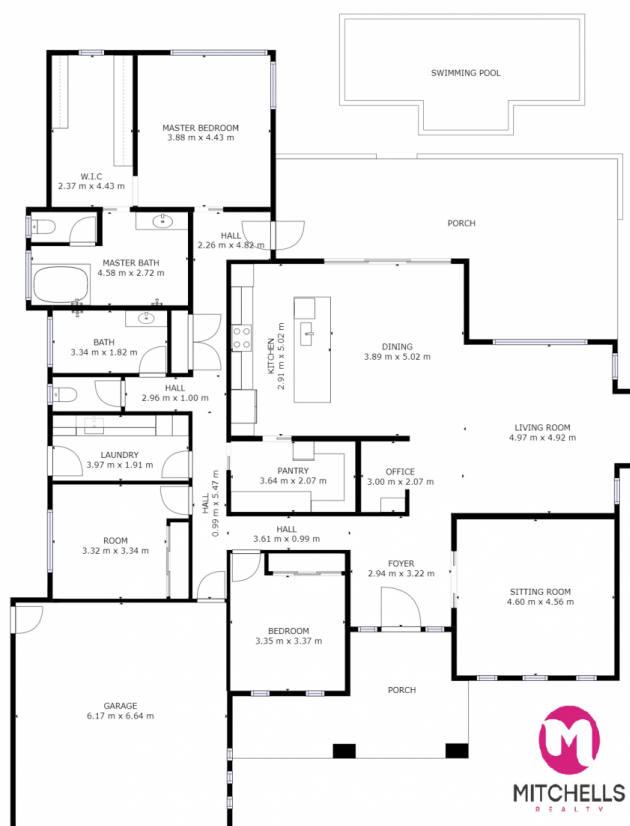 SWIMMING POOL
MASTER BEDROOM
3.88 m x 4.43 m
W.I.C
2.37 m x 4.43 m
PORCH
HALL
2.26 m x 4.82 m
MASTER BATH
4.58 m x 2.72 m
BATH
3.34 m x 1.82 m
KITCHEN
2.91 m x 5.02 m
DINING
3.89 m x 5.02 m
HALL
2.96 m x 1.00 m
LIVING ROOM
4.97 m x 4.92 m
LAUNDRY
3.97 m x 1.91 m
PANTRY
3.64 m x 2.07 m
OFFICE
3.00 m x 2.07 m
HALL
0.99 m x 5.47 m
HALL
3.61 m x 0.99 m
ROOM
3.32 m x 3.34 m
FOYER
2.94 m x 3.22 m
SITTING ROOM
4.60 m x 4.56 m
BEDROOM
3.35 m x 3.37 m
PORCH
GARAGE
6.17 m x 6.64 m
M
MITCHELLS
REALTY